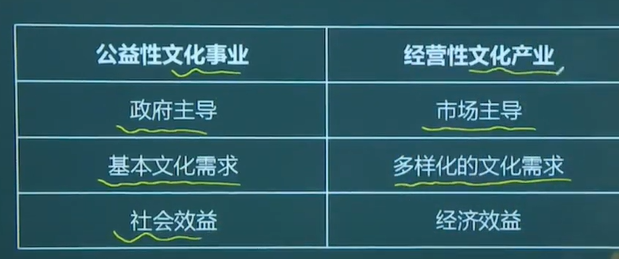 公益性文化事业 经营性文化产业
政府主导 市场主导
基本文化需求 多样化的文化需求
社会效益 经济效益